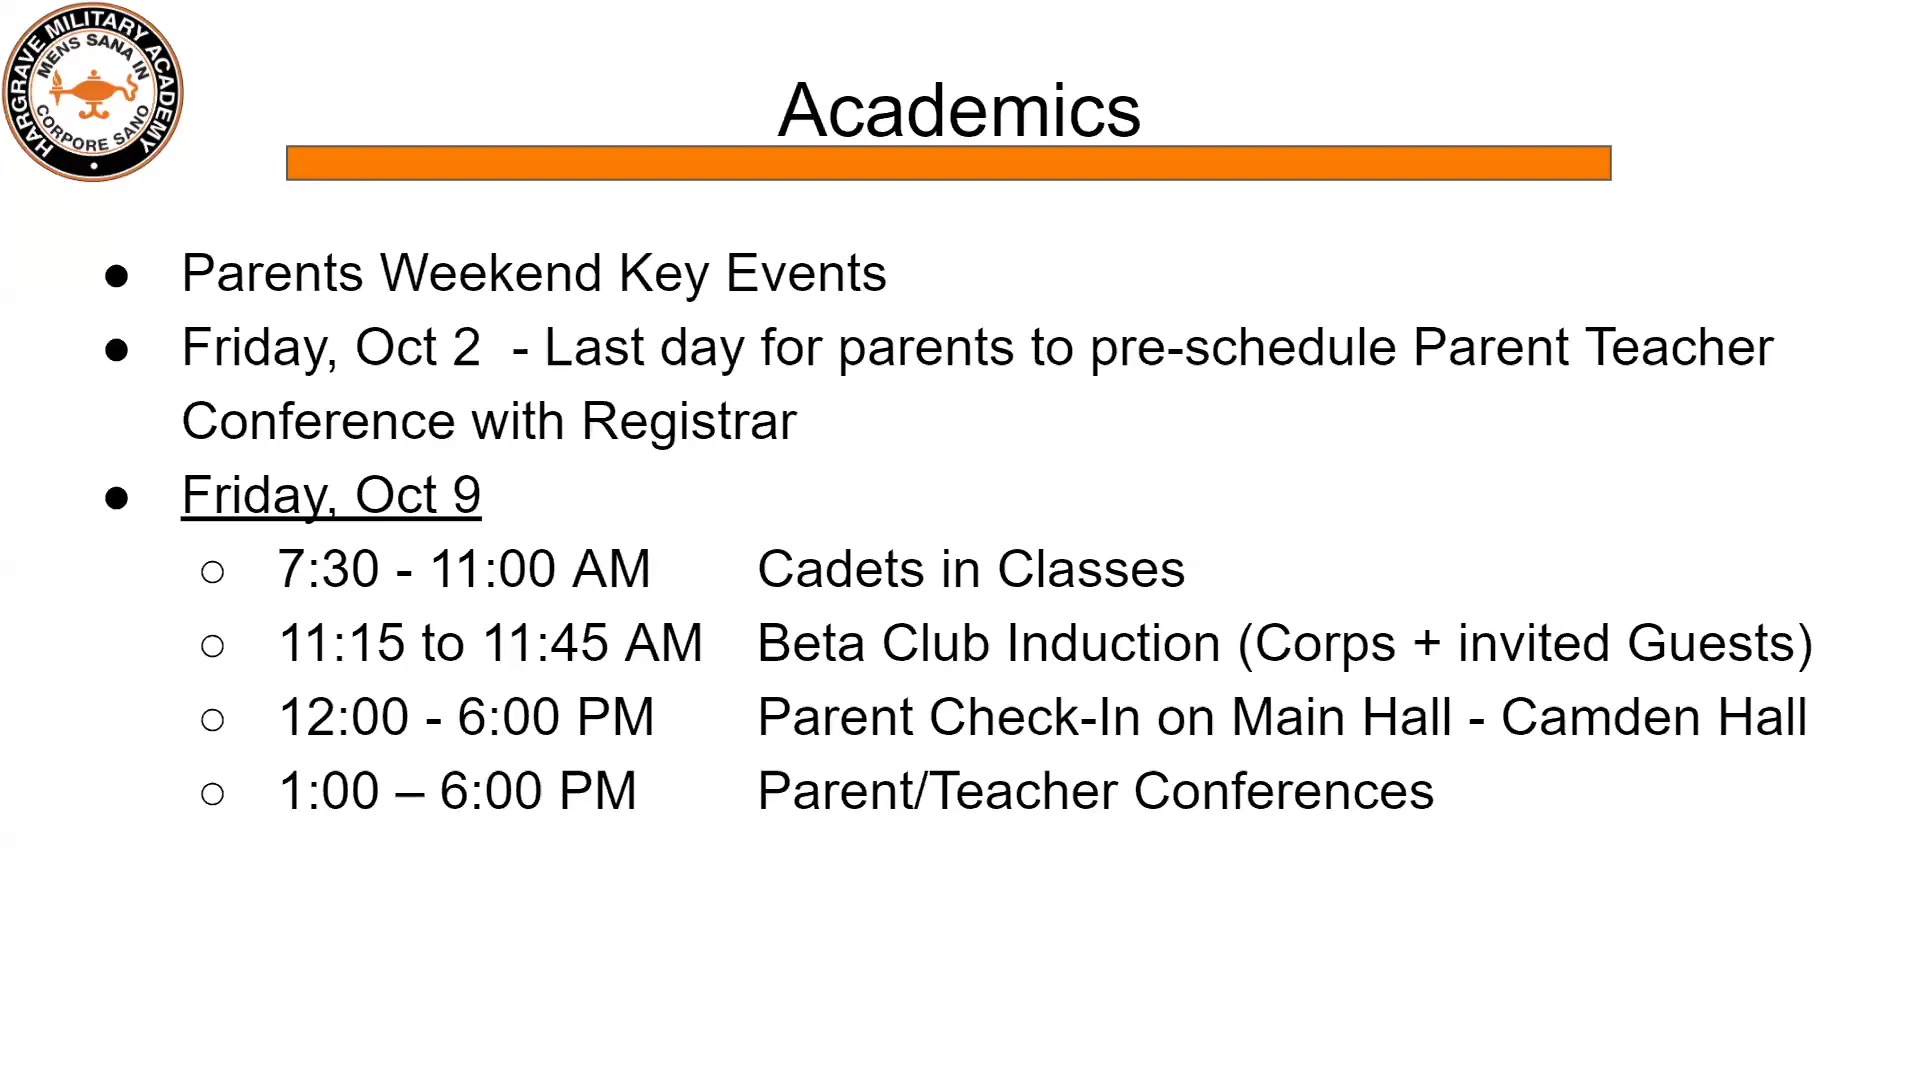 HARGRAVE MILITARY ACADEMY
MENS SANA IN
CORPORE SANO
Academics
● Parents Weekend Key Events
● Friday, Oct 2  - Last day for parents to pre-schedule Parent Teacher
Conference with Registrar
● Friday, Oct 9
○ 7:30 - 11:00 AM Cadets in Classes
○ 11:15 to 11:45 AM Beta Club Induction (Corps + invited Guests)
○ 12:00 - 6:00 PM Parent Check-In on Main Hall - Camden Hall
○ 1:00 – 6:00 PM Parent/Teacher Conferences